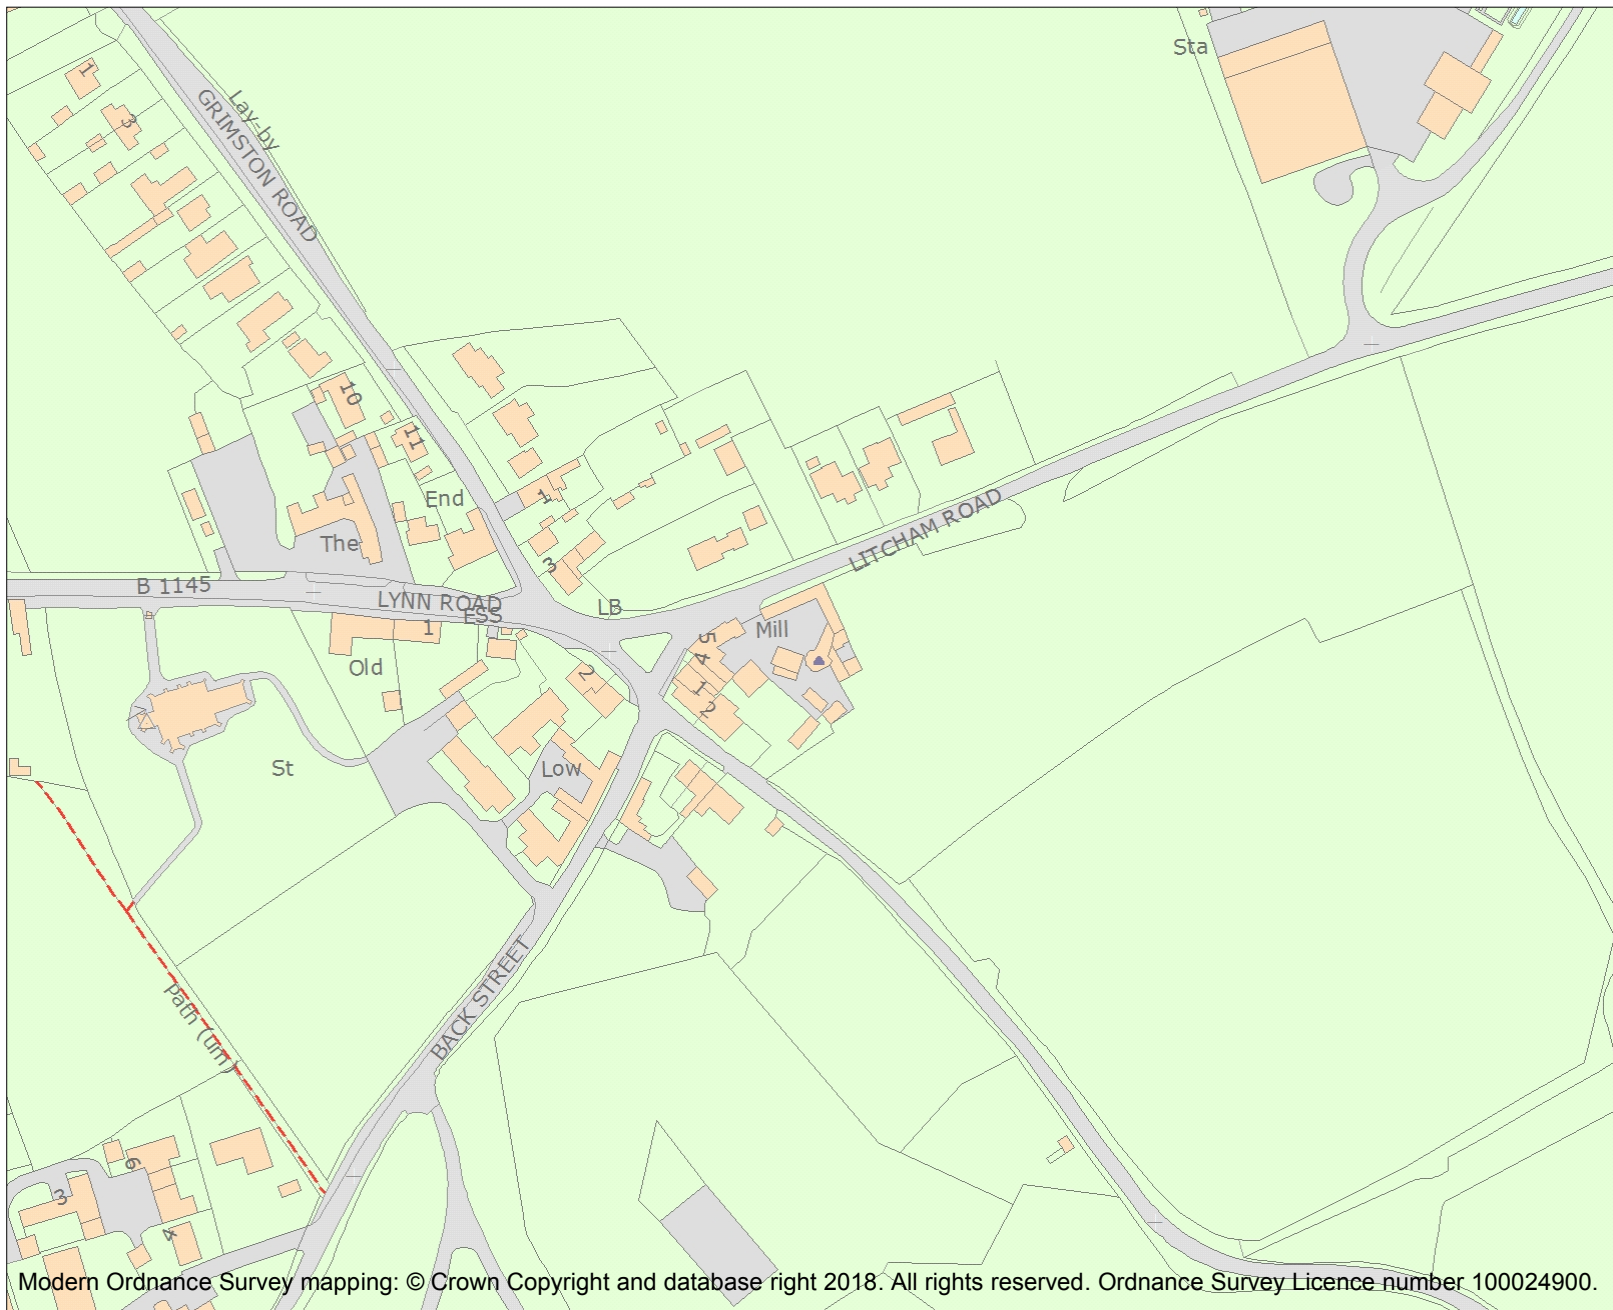 Sta
1
Lay-by
3
GRIMSTON ROAD
10
11
End
1
The
3
LITCHAM ROAD
B 1145
LYNN ROAD
LB
ESS
1
Mill
5
4
Old
2
1
2
St
Low
BACK STREET
Path (um)
6
3
4
Modern Ordnance Survey mapping: © Crown Copyright and database right 2018. All rights reserved. Ordnance Survey Licence number 100024900.